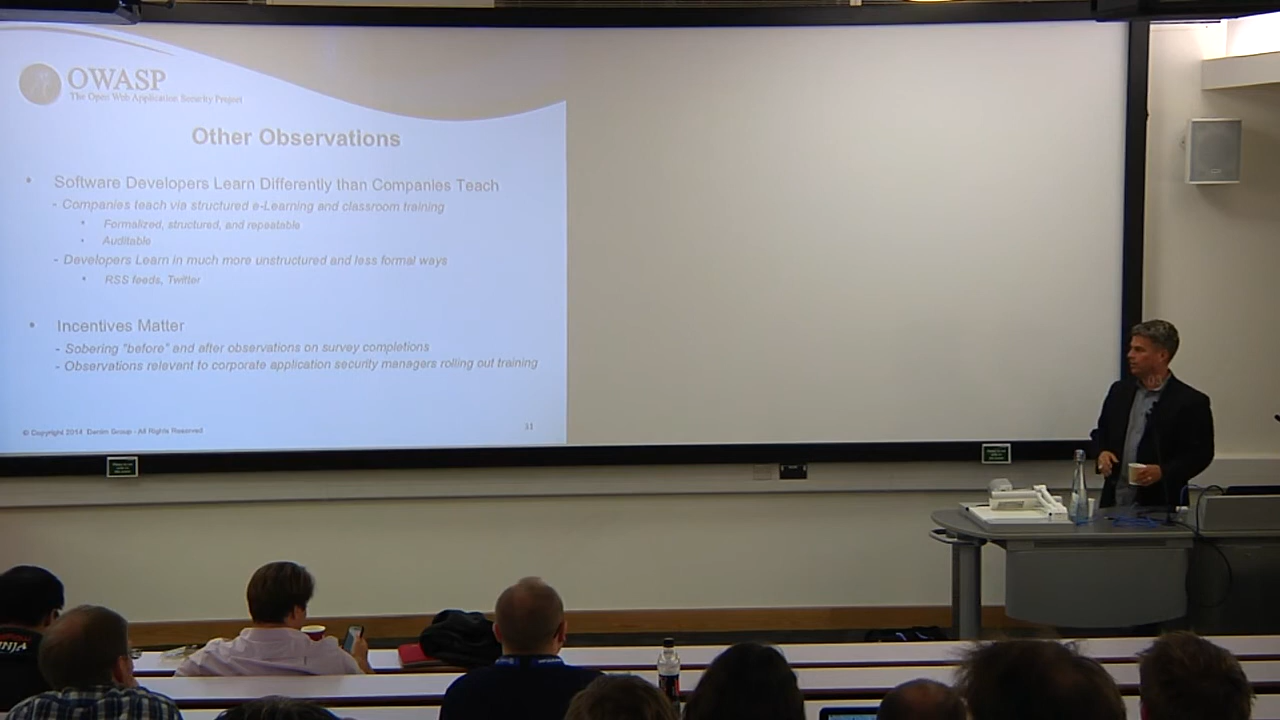 OWASP
The Open Web Application Security Project
Other Observations
• Software Developers Learn Differently than Companies Teach
- Companies teach via structured e-Learning and classroom training
• Formalized, structured, and repeatable
• Auditable
- Developers Learn in much more unstructured and less formal ways
• RSS feeds, Twitter
• Incentives Matter
- Sobering "before" and after observations on survey completions
- Observations relevant to corporate application security managers rolling out training
© Copyright 2014 Denim Group - All Rights Reserved
31
INJA